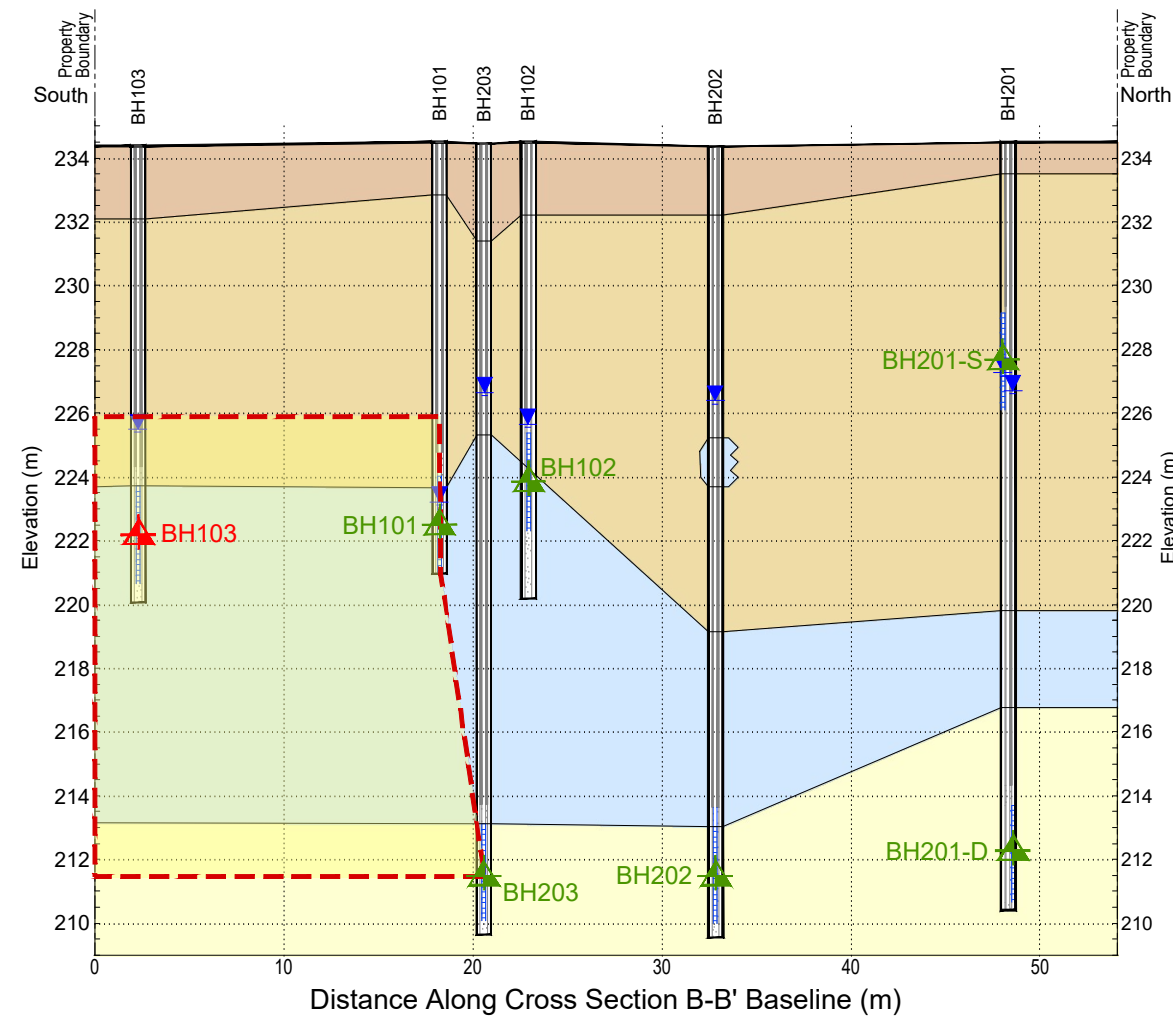 Property
Boundary
South
BH103
BH101
BH203
BH102
BH202
BH201
Property
Boundary
North
234
232
230
228
226
224
222
220
218
216
214
212
210
Elevation (m)
BH201-S
BH102
BH101
BH103
BH201-D
BH202
BH203
234
232
230
228
226
224
222
220
218
216
214
212
210
Elevation (m)
0
10
20
30
40
50
Distance Along Cross Section B-B' Baseline (m)